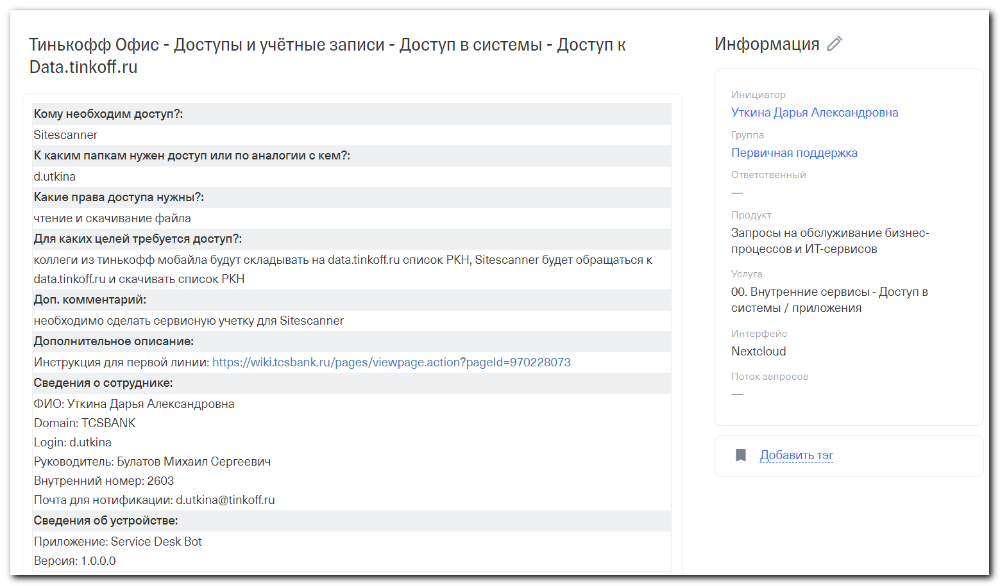 Тинькофф Офис - Доступы и учётные записи - Доступ в системы - Доступ к
Data.tinkoff.ru
Кому необходим доступ?:
Sitescanner
К каким папкам нужен доступ или по аналогии с кем?:
d.utkina
Какие права доступа нужны?:
чтение и скачивание файла
Для каких целей требуется доступ?:
коллеги из тинькофф мобайла будут складывать на data.tinkoff.ru список РКН, Sitescanner будет обращаться к
data.tinkoff.ru и скачивать список РКН
Доп. комментарий:
необходимо сделать сервисную учетку для Sitescanner
Дополнительное описание:
Инструкция для первой линии: https://wiki.tcsbank.ru/pages/viewpage.action?pageId=970228073
Сведения о сотруднике:
ФИО: Уткина Дарья Александровна
Domain: TCSBANK
Login: d.utkina
Руководитель: Булатов Михаил Сергеевич
Внутренний номер: 2603
Почта для нотификации: d.utkina@tinkoff.ru
Сведения об устройстве:
Приложение: Service Desk Bot
Версия: 1.0.0.0
Информация
Инициатор
Уткина Дарья Александровна
Группа
Первичная поддержка
Ответственный
—
Продукт
Запросы на обслуживание бизнес-
процессов и ИТ-сервисов
Услуга
00. Внутренние сервисы - Доступ в
системы / приложения
Интерфейс
Nextcloud
Поток запросов
—
Добавить тэг